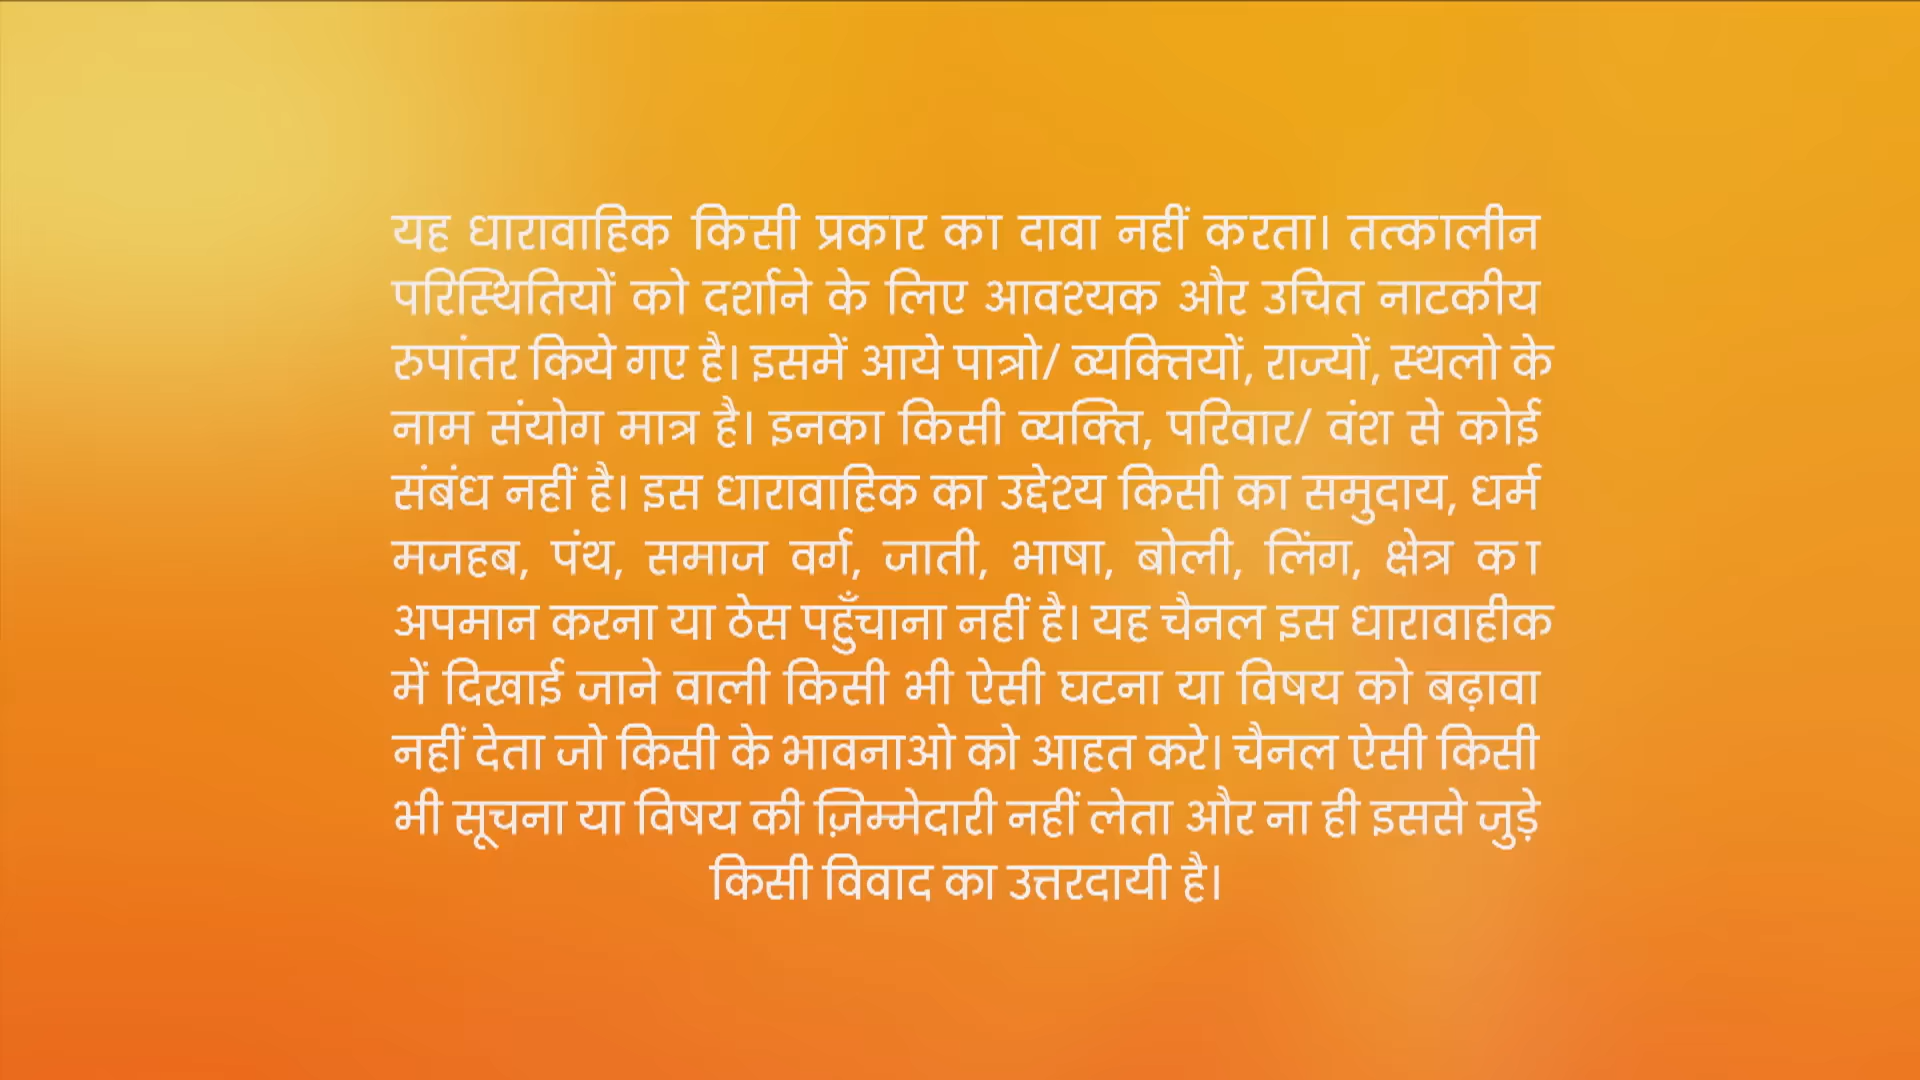 यह धारावाहिक किसी प्रकार का दावा नहीं करता। तत्कालीन
परिस्थितियों को दर्शाने के लिए आवश्यक और उचित नाटकीय
रुपांतर किये गए है। इसमें आये पात्रो/ व्यक्तियों, राज्यों, स्थलो के
नाम संयोग मात्र है। इनका किसी व्यक्ति, परिवार/ वंश से कोई
संबंध नहीं है। इस धारावाहिक का उद्देश्य किसी का समुदाय, धर्म
मजहब, पंथ, समाज वर्ग, जाती, भाषा, बोली, लिंग, क्षेत्र का
अपमान करना या ठेस पहुँचाना नहीं है। यह चैनल इस धारावाहीक
में दिखाई जाने वाली किसी भी ऐसी घटना या विषय को बढ़ावा
नहीं देता जो किसी के भावनाओ को आहत करे। चैनल ऐसी किसी
भी सूचना या विषय की ज़िम्मेदारी नहीं लेता और ना ही इससे जुड़े
किसी विवाद का उत्तरदायी है।